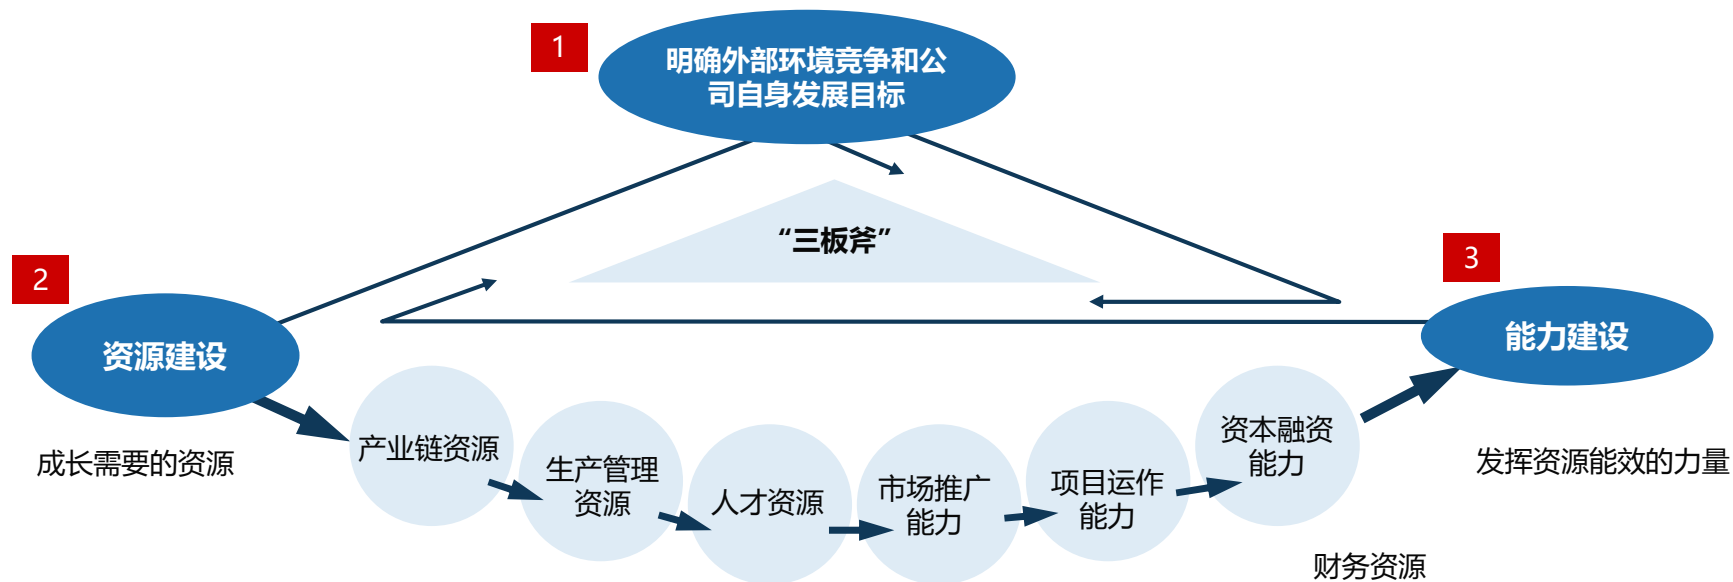 1
明确外部环境竞争和公
司自身发展目标
“三板斧”
2
资源建设
成长需要的资源
3
能力建设
发挥资源能效的力量
产业链资源
生产管理
资源
人才资源
市场推广
能力
项目运作
能力
资本融资
能力
财务资源